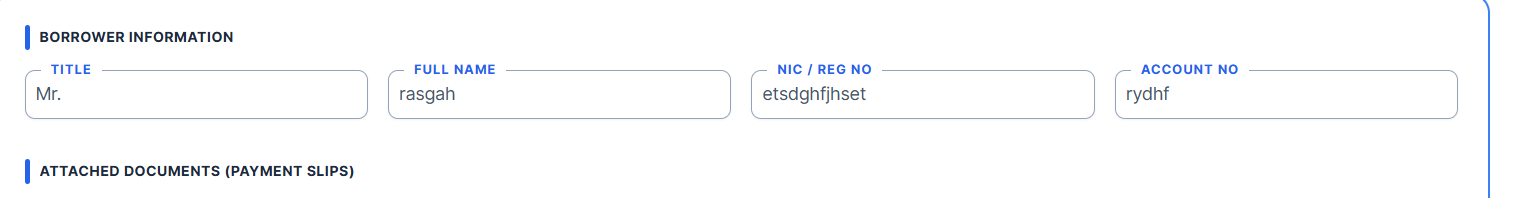 BORROWER INFORMATION
TITLE FULL NAME NIC / REG NO ACCOUNT NO
Mr. rasgah etsdghfjhset rydhf
ATTACHED DOCUMENTS (PAYMENT SLIPS)